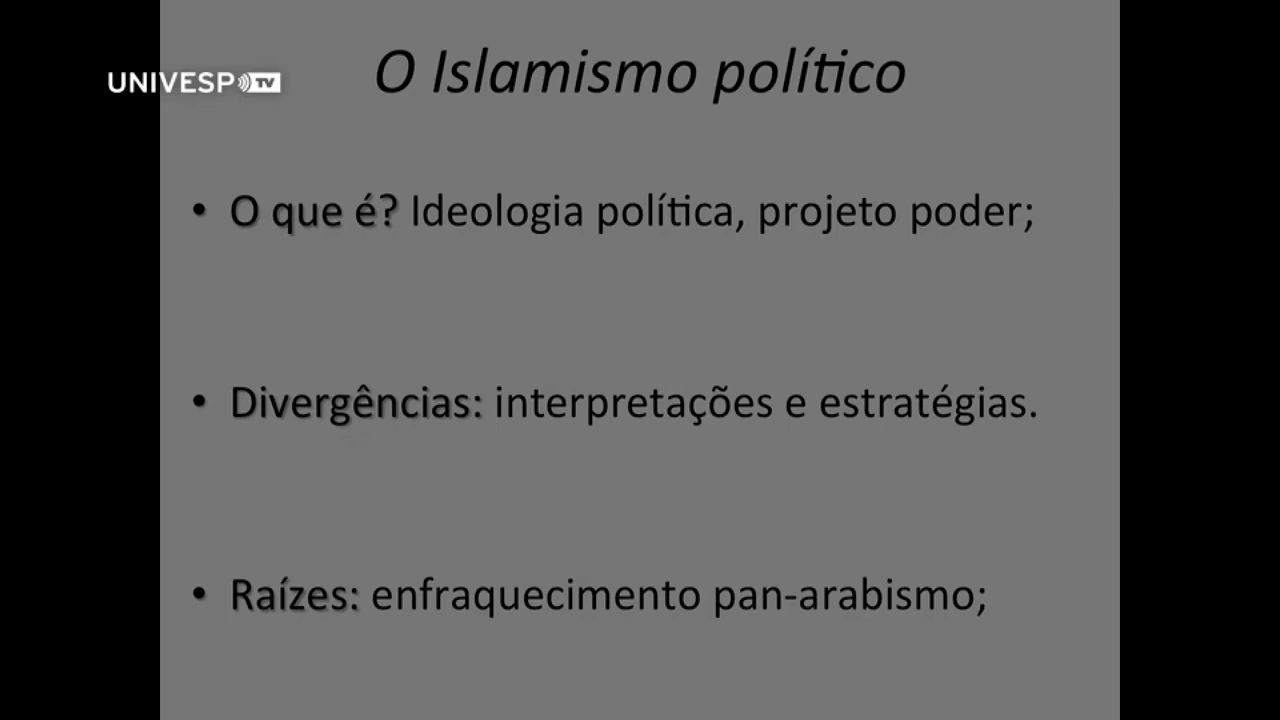 O Islamismo político
UNIVESP TV
• O que é? Ideologia política, projeto poder;
• Divergências: interpretações e estratégias.
• Raízes: enfraquecimento pan-arabismo;